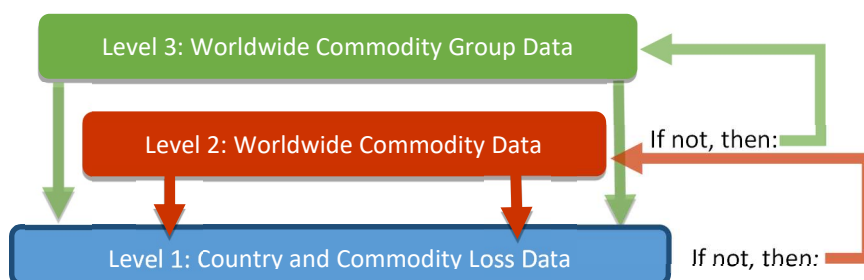 Level 3: Worldwide Commodity Group Data
If not, then:
Level 2: Worldwide Commodity Data
If not, then:
Level 1: Country and Commodity Loss Data